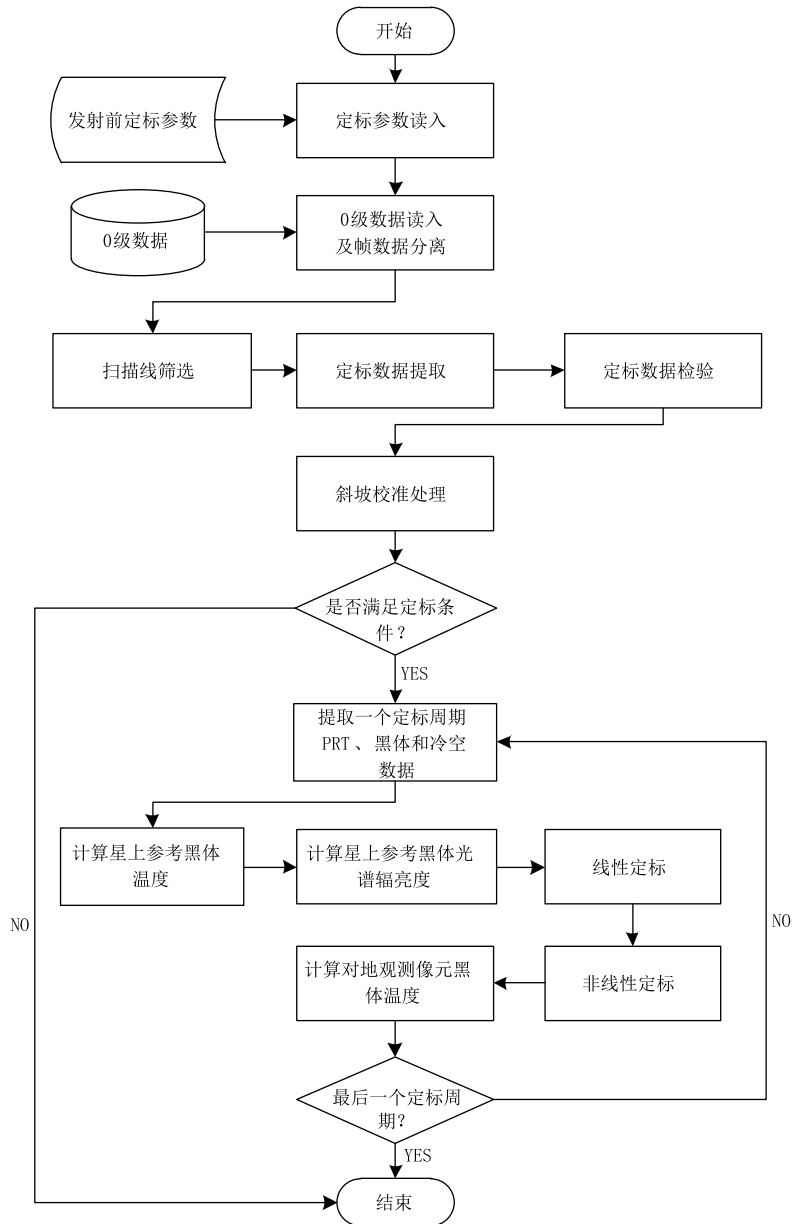 开始
发射前定标参数
定标参数读入
0级数据
0级数据读入
及帧数据分离
扫描线筛选
定标数据提取
定标数据检验
斜坡校准处理
是否满足定标条
件？
YES
提取一个定标周期
PRT 、黑体和冷空
数据
计算星上参考黑体
温度
计算星上参考黑体光
谱辐亮度
线性定标
NO
NO
计算对地观测像元黑
体温度
非线性定标
最后一个定标周
期？
YES
结束